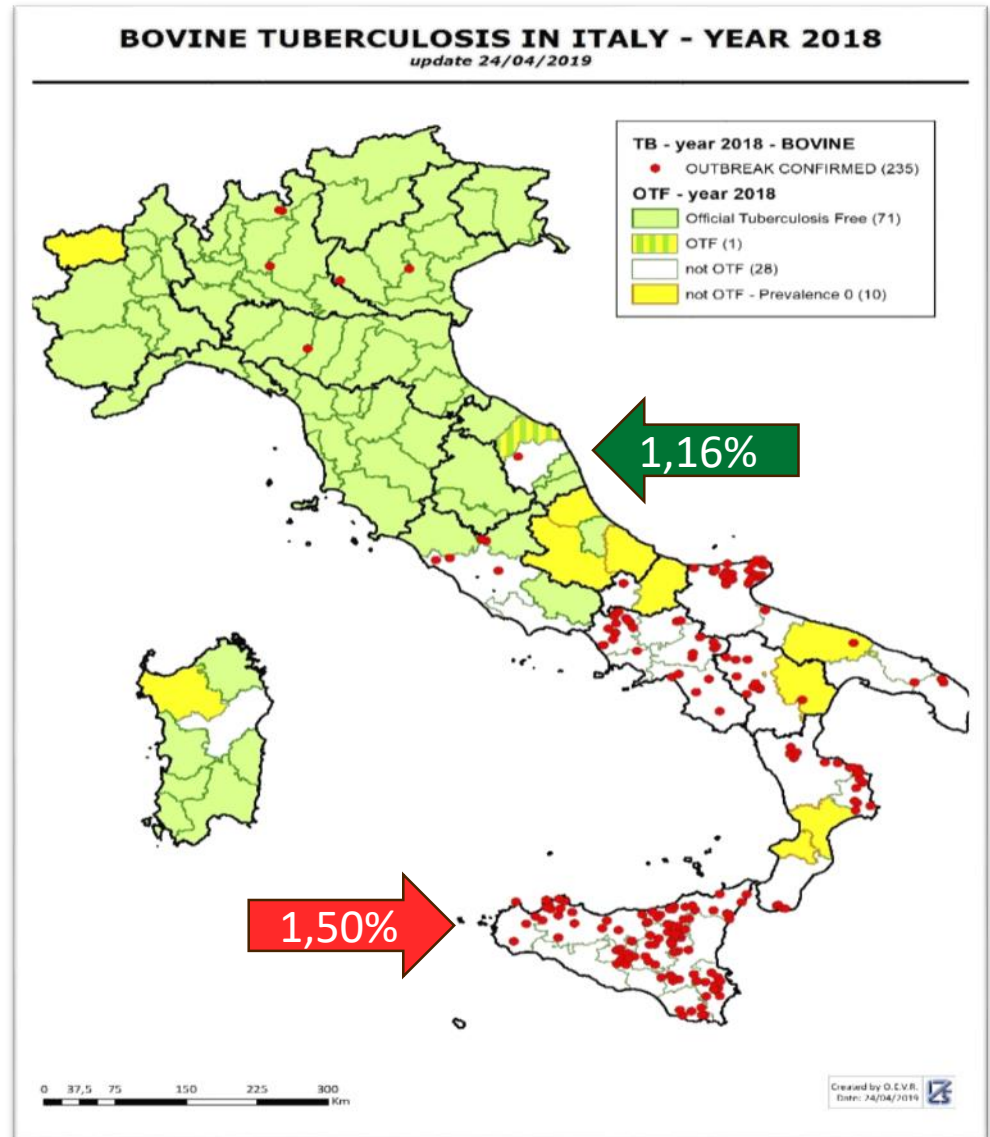 BOVINE TUBERCULOSIS IN ITALY - YEAR 2018
update 24/04/2019
TB - year 2018 - BOVINE
OUTBREAK CONFIRMED (235)
OTF - year 2018
Official Tuberculosis Free (71)
OTF (1)
not OTF (28)
not OTF - Prevalence 0 (10)
1,16%
1,50%
0 37,5 75 150 225 300
Km
Created by O.E.V.R.
Date: 24/04/2019